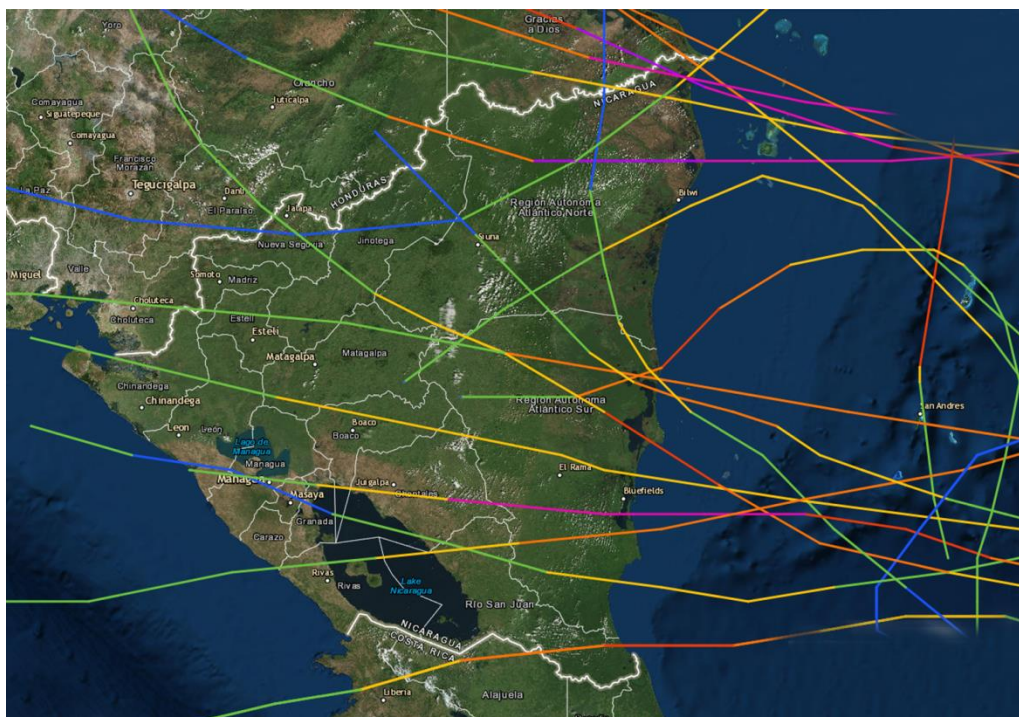 Yoro
Gracias
a Dios
Olancho
Comayagua
Siguatepeque
Juticalpa
Comayagua
Francisco
Morazán
NICARAGUA
La Paz
Tegucigalpa
Danlí
El Paraíso
Jalapa
HONDURAS
Bilwi
Región Autónoma
Atlántico Norte
Nueva Segovia
Jinotega
Siuna
Miguel
Valle
Somoto
Madriz
Choluteca
Choluteca
Estelí
Estelí
Matagalpa
Matagalpa
Chinandega
Chinandega
Región Autónoma
Atlántico Sur
San Andres
León
León
Boaco
Boaco
Lago de
Managua
Managua
Managua
El Rama
Juigalpa
Chontales
Masaya
Bluefields
Granada
Carazo
Rivas
Rivas
Lake
Nicaragua
Río San Juan
NICARAGUA
COSTA RICA
Liberia
Alajuela